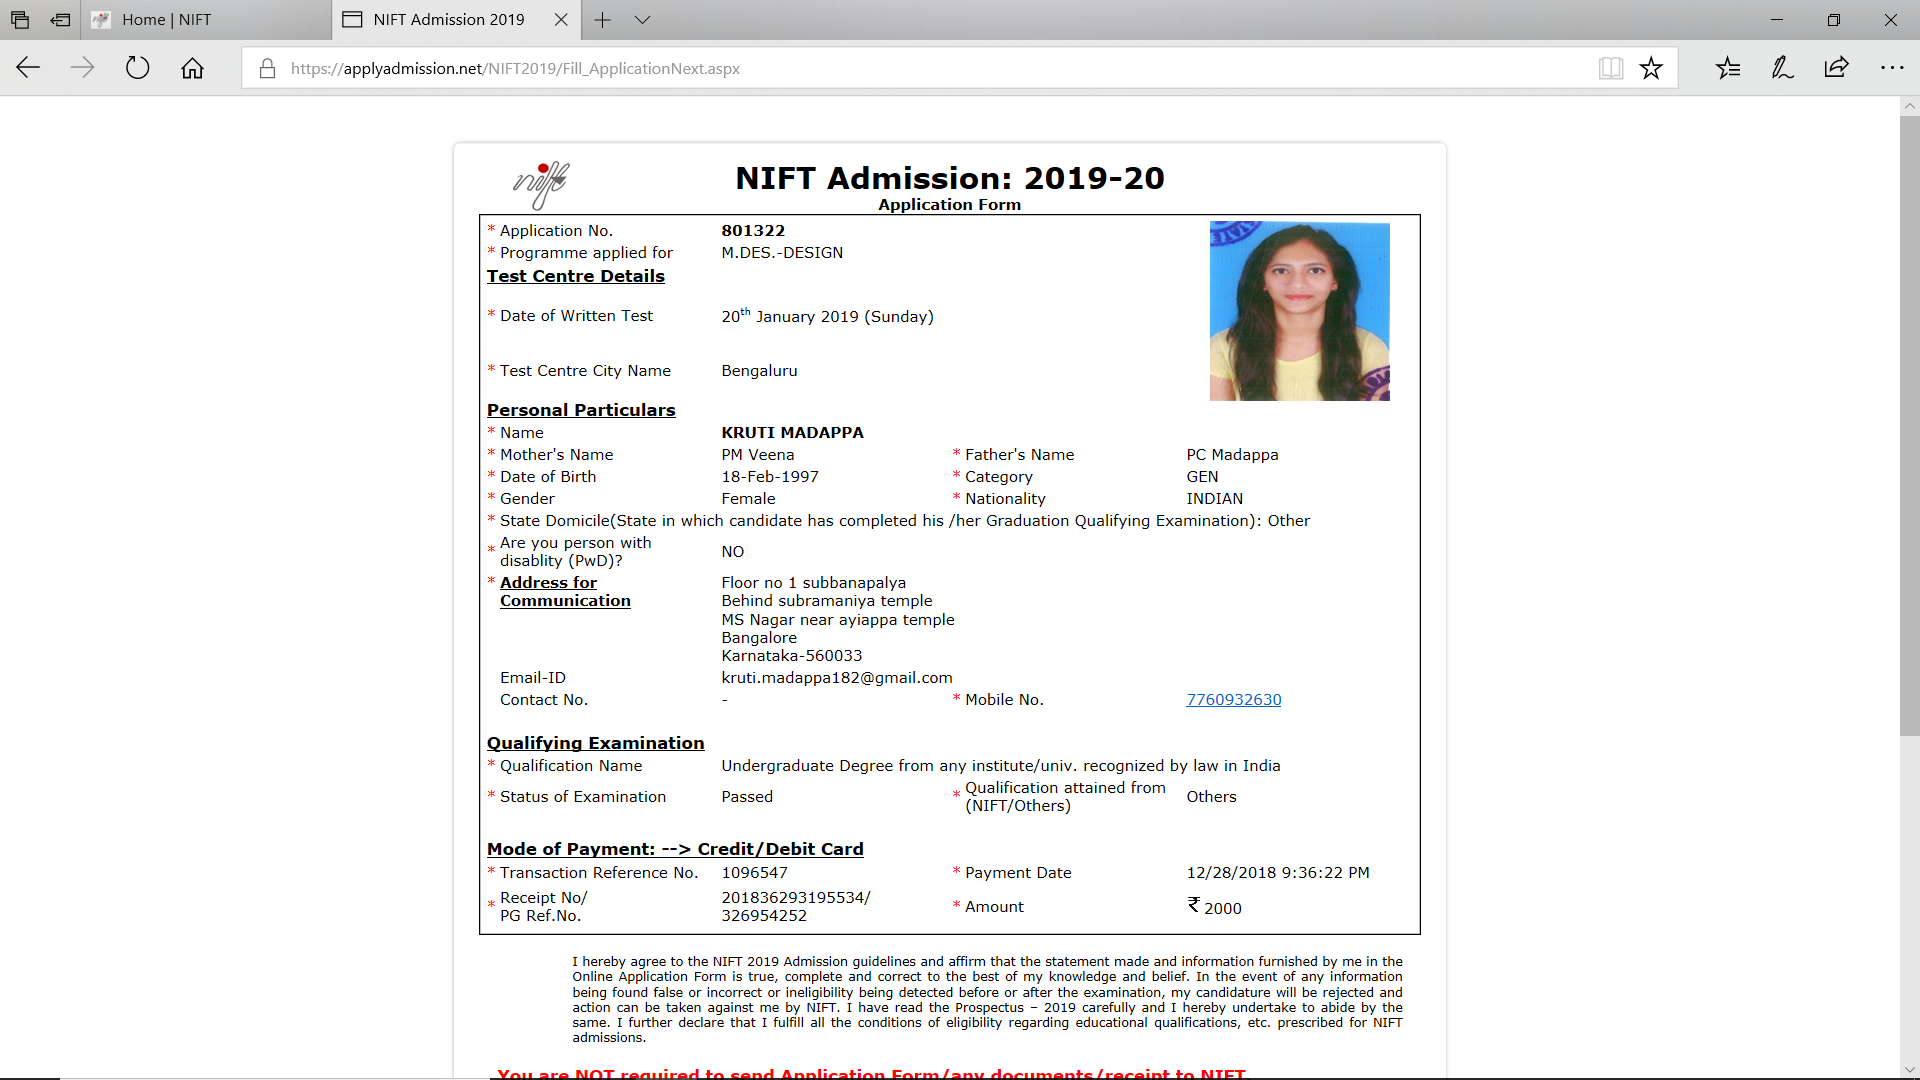 Home | NIFT
NIFT Admission 2019
https://applyadmission.net/NIFT2019/Fill_ApplicationNext.aspx
nift
NIFT Admission: 2019-20
Application Form
* Application No. 801322
* Programme applied for M.DES.-DESIGN
Test Centre Details
* Date of Written Test 20th January 2019 (Sunday)
* Test Centre City Name Bengaluru
Personal Particulars
* Name KRUTI MADAPPA
* Mother's Name PM Veena * Father's Name PC Madappa
* Date of Birth 18-Feb-1997 * Category GEN
* Gender Female * Nationality INDIAN
* State Domicile(State in which candidate has completed his /her Graduation Qualifying Examination): Other
* Are you person with
disablity (PwD)? NO
* Address for Floor no 1 subbanapalya
Communication Behind subramaniya temple
MS Nagar near ayiappa temple
Bangalore
Karnataka-560033
Email-ID kruti.madappa182@gmail.com
Contact No. - * Mobile No. 7760932630
Qualifying Examination
* Qualification Name Undergraduate Degree from any institute/univ. recognized by law in India
* Status of Examination Passed * Qualification attained from
(NIFT/Others) Others
Mode of Payment: --> Credit/Debit Card
* Transaction Reference No. 1096547 * Payment Date 12/28/2018 9:36:22 PM
* Receipt No/ 201836293195534/
PG Ref.No. 326954252 * Amount ₹ 2000
I hereby agree to the NIFT 2019 Admission guidelines and affirm that the statement made and information furnished by me in the
Online Application Form is true, complete and correct to the best of my knowledge and belief. In the event of any information
being found false or incorrect or ineligibility being detected before or after the examination, my candidature will be rejected and
action can be taken against me by NIFT. I have read the Prospectus – 2019 carefully and I hereby undertake to abide by the
same. I further declare that I fulfill all the conditions of eligibility regarding educational qualifications, etc. prescribed for NIFT
admissions.
You are NOT required to send Application Form/any documents/receipt to NIFT.